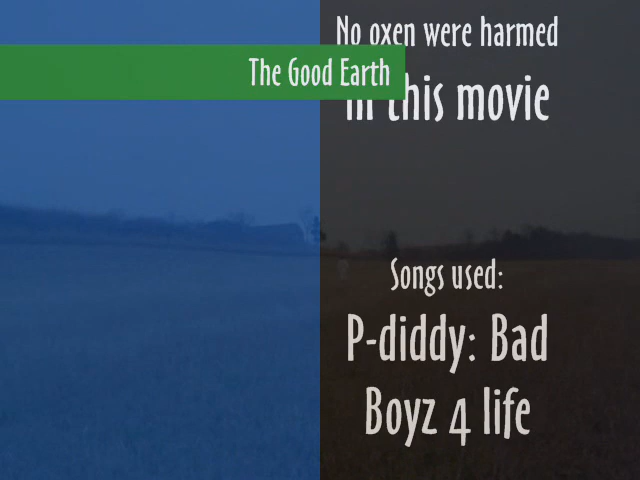 No oxen were harmed
The Good Earth
in this movie
Songs used:
P-diddy: Bad
Boyz 4 life